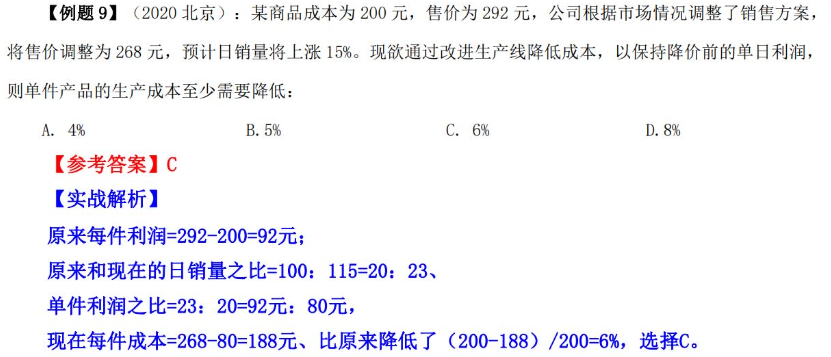 【例题 9】（2020 北京）：某商品成本为 200 元，售价为 292 元，公司根据市场情况调整了销售方案，
将售价调整为 268 元，预计日销量将上涨 15%。现欲通过改进生产线降低成本，以保持降价前的单日利润，
则单件产品的生产成本至少需要降低：
A. 4% B.5% C. 6% D.8%
【参考答案】C
【实战解析】
原来每件利润=292-200=92元；
原来和现在的日销量之比=100：115=20：23、
单件利润之比=23：20=92元：80元，
现在每件成本=268-80=188元、比原来降低了（200-188）/200=6%，选择C。